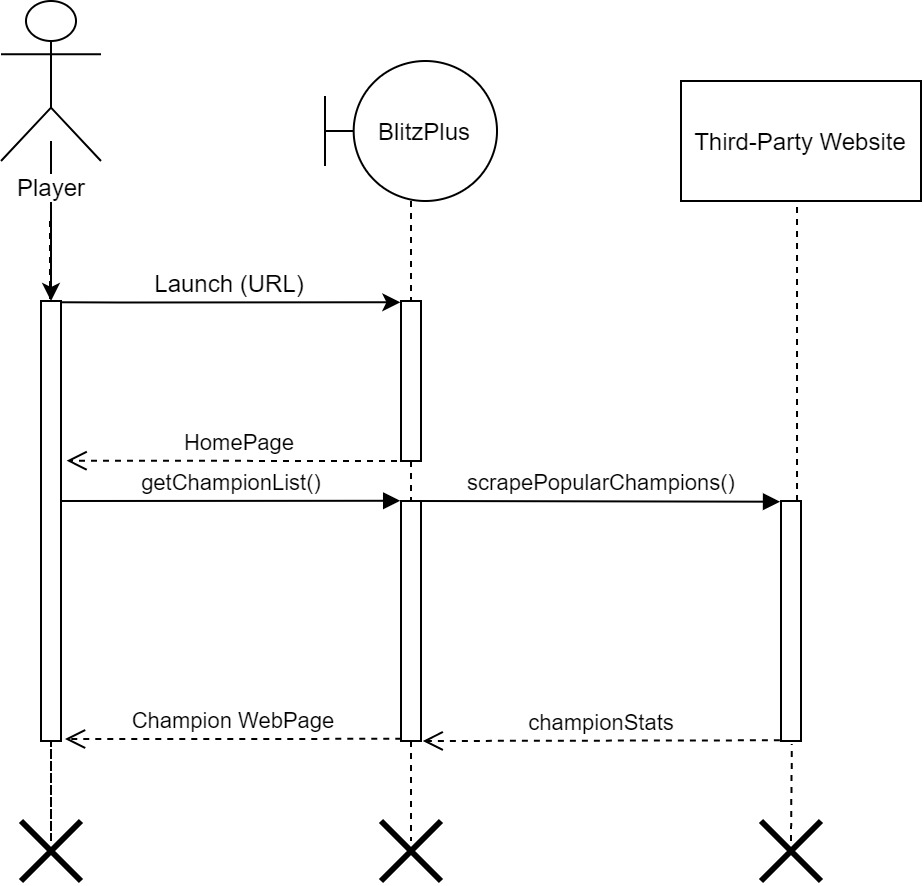 BlitzPlus
Third-Party Website
Player
Launch (URL)
HomePage
getChampionList()
scrapePopularChampions()
Champion WebPage
championStats